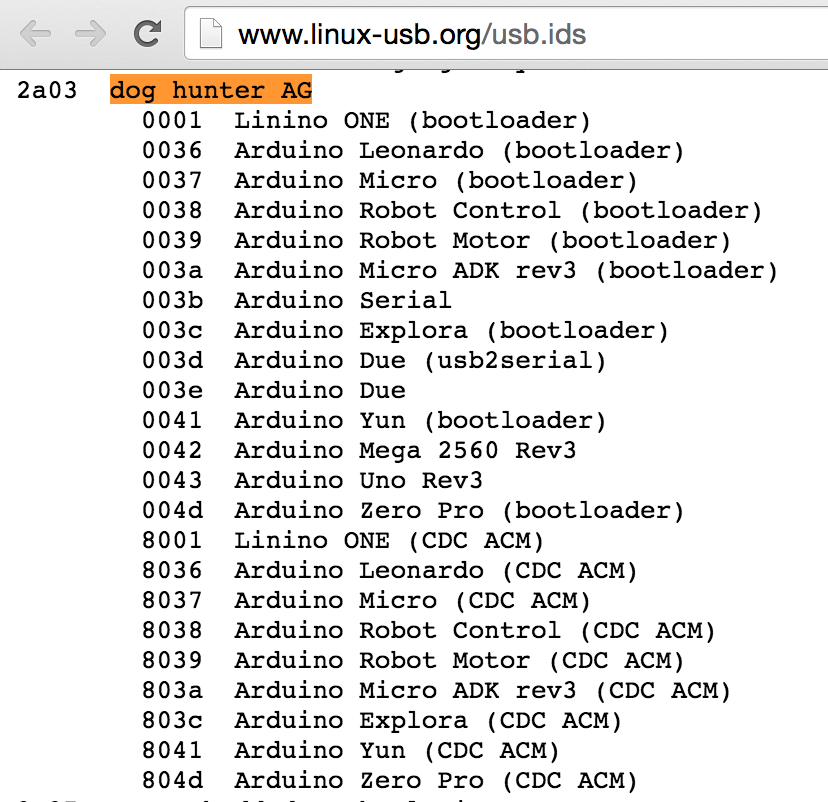 www.linux-usb.org/usb.ids
2a03 dog hunter AG
0001 Linino ONE (bootloader)
0036 Arduino Leonardo (bootloader)
0037 Arduino Micro (bootloader)
0038 Arduino Robot Control (bootloader)
0039 Arduino Robot Motor (bootloader)
003a Arduino Micro ADK rev3 (bootloader)
003b Arduino Serial
003c Arduino Explora (bootloader)
003d Arduino Due (usb2serial)
003e Arduino Due
0041 Arduino Yun (bootloader)
0042 Arduino Mega 2560 Rev3
0043 Arduino Uno Rev3
004d Arduino Zero Pro (bootloader)
8001 Linino ONE (CDC ACM)
8036 Arduino Leonardo (CDC ACM)
8037 Arduino Micro (CDC ACM)
8038 Arduino Robot Control (CDC ACM)
8039 Arduino Robot Motor (CDC ACM)
803a Arduino Micro ADK rev3 (CDC ACM)
803c Arduino Explora (CDC ACM)
8041 Arduino Yun (CDC ACM)
804d Arduino Zero Pro (CDC ACM)